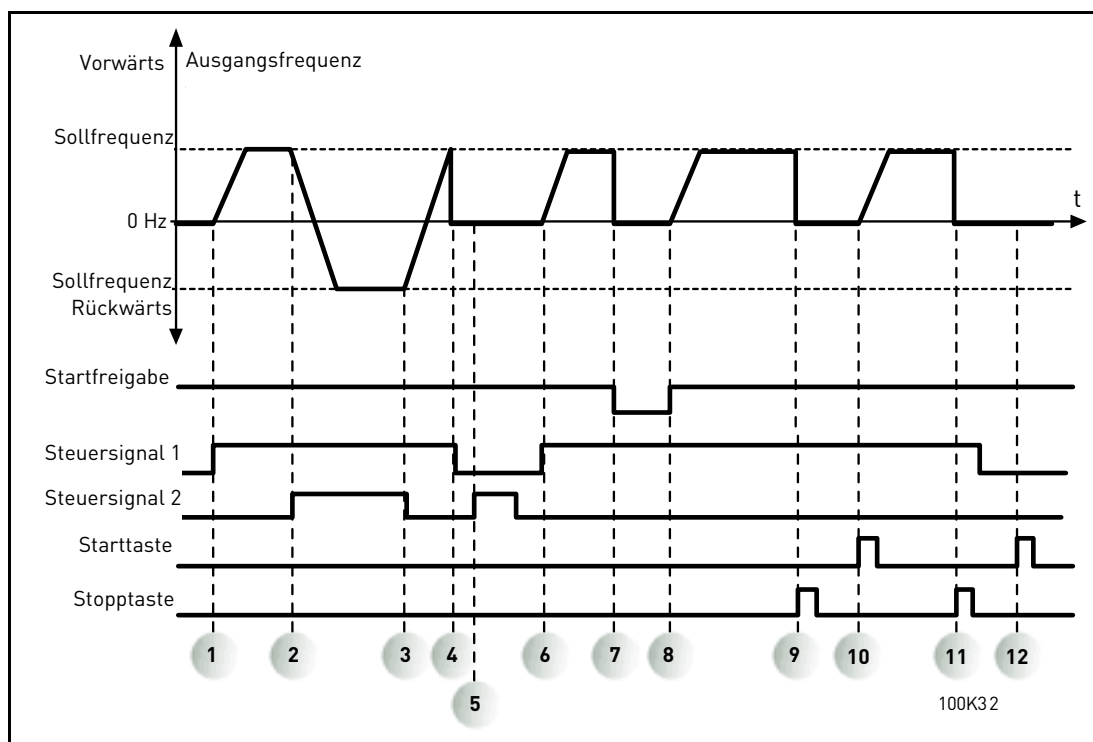 Vorwärts
Ausgangsfrequenz
Sollfrequenz
t
0 Hz
Sollfrequenz
Rückwärts
Startfreigabe
Steuersignal 1
Steuersignal 2
Starttaste
Stopptaste
1 2 3 4 6 7 8 9 10 11 12
5
100K32